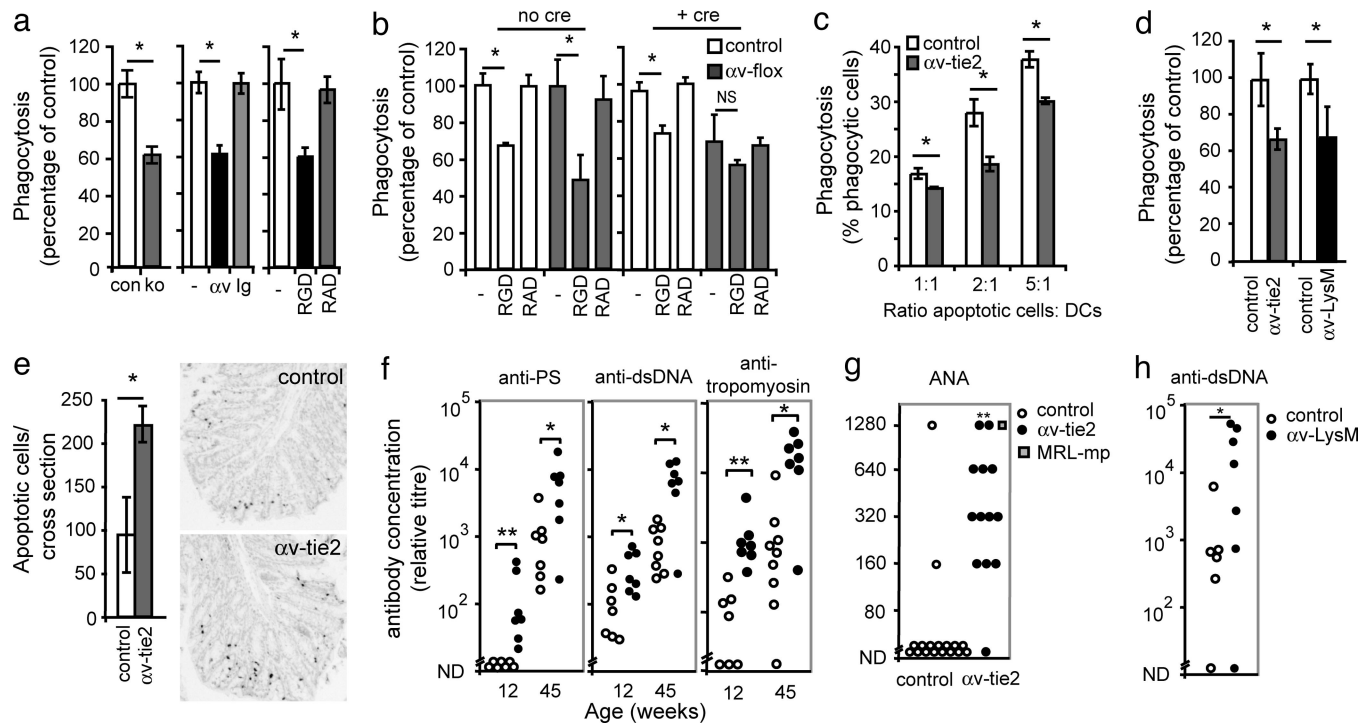 a
Phagocytosis
(percentage of control)
120
100
80
60
40
20
0
*
*
*
con ko
- αv Ig
-
RGD
RAD
b
no cre
+ cre
Phagocytosis
(percentage of control)
120
100
80
60
40
20
0
*
*
*
NS
control
αv-flox
-
RGD
RAD
-
RGD
RAD
-
RGD
RAD
-
RGD
RAD
c
Phagocytosis
(% phagocytic cells)
40
30
20
10
0
*
*
*
control
αv-tie2
1:1
2:1
5:1
Ratio apoptotic cells: DCs
d
Phagocytosis
(percentage of control)
120
100
80
60
40
20
0
*
*
control
αv-tie2
control
αv-LysM
e
Apoptotic cells/
cross section
250
200
150
100
50
0
*
control
αv-tie2
control
αv-tie2
f
antibody concentration
(relative titre)
anti-PS
anti-dsDNA
anti-
tropomyosin
10⁵
10⁴
10³
10²
ND
**
*
*
*
**
*
12
45
12
45
12
45
Age (weeks)
g
ANA
1280
640
320
160
80
ND
**
control
αv-tie2
MRL-mp
control
αv-tie2
h
anti-dsDNA
10⁵
10⁴
10³
10²
ND
*
control
αv-LysM